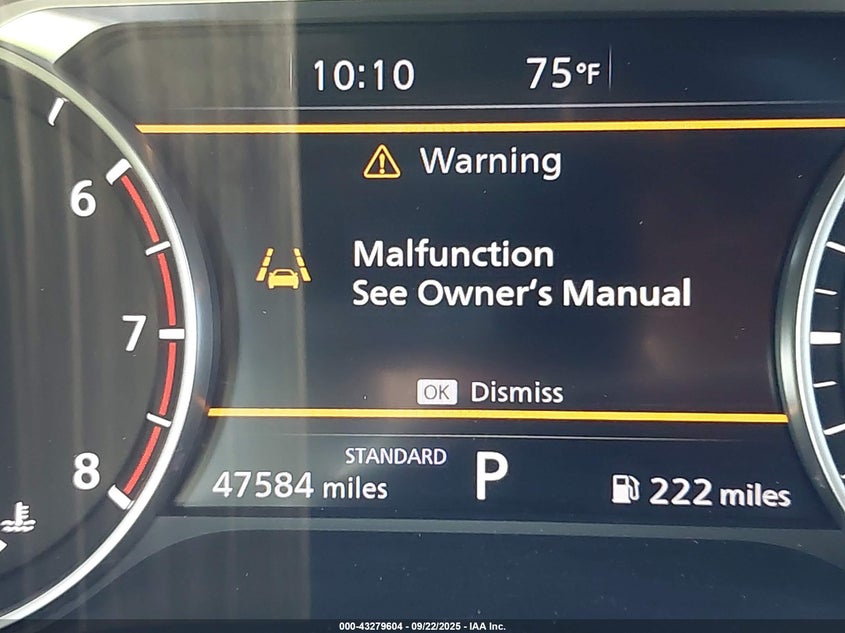 10:10 75°F
Warning
6
Malfunction
See Owner's Manual
7
OK Dismiss
STANDARD
8
47584 miles P 222 miles
000-43279604 - 09/22/2025 - IAA Inc.